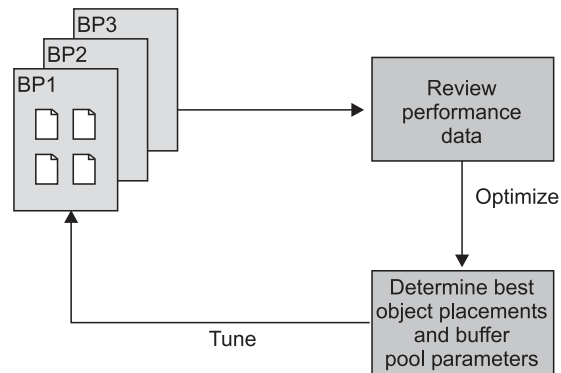 BP3
BP2
BP1
Review
performance
data
Optimize
Determine best
object placements
and buffer
pool parameters
Tune